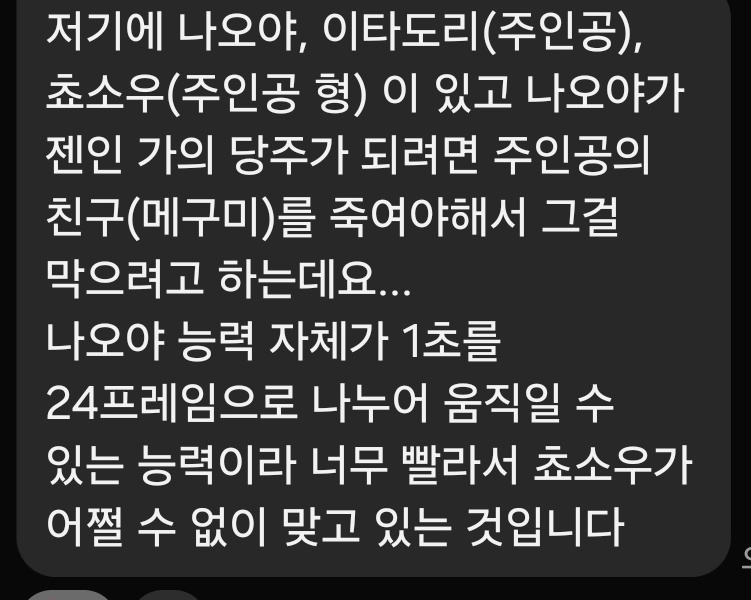 저기에 나오야, 이타도리(주인공),
쵸소우(주인공 형) 이 있고 나오야가
젠인 가의 당주가 되려면 주인공의
친구(메구미)를 죽여야해서 그걸
막으려고 하는데요...
나오야 능력 자체가 1초를
24프레임으로 나누어 움직일 수
있는 능력이라 너무 빨라서 쵸소우가
어쩔 수 없이 맞고 있는 것입니다